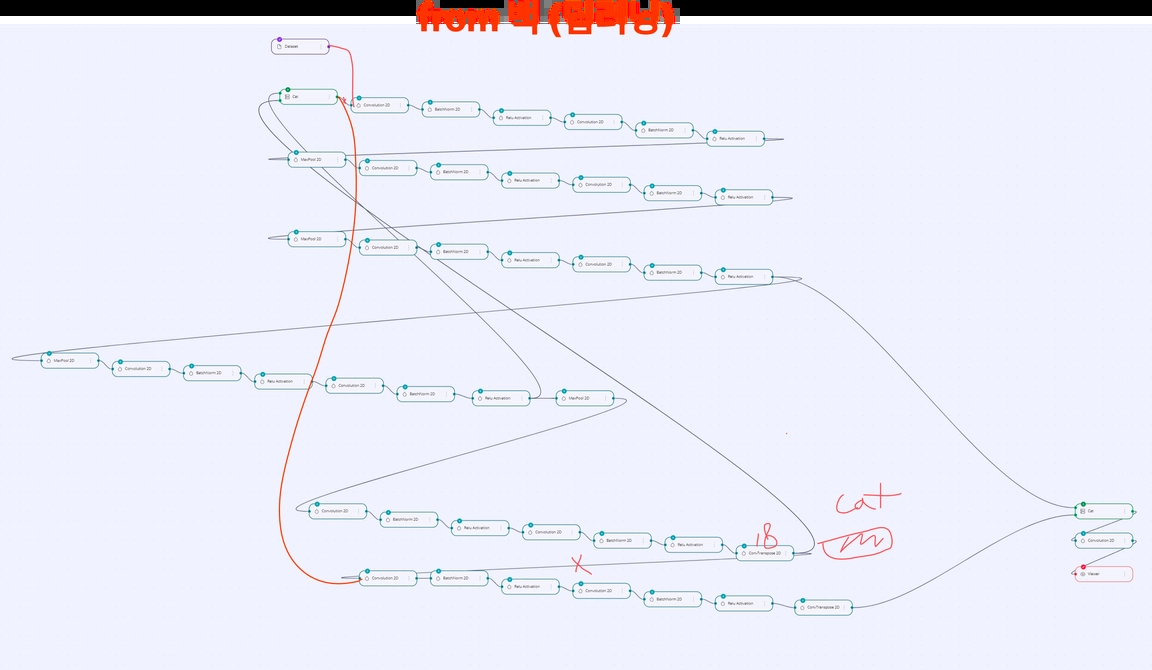 from 벅 (딥러닝)
Dataset
Cat
Convolution 2D
BatchNorm 2D
Relu Activation
Convolution 2D
BatchNorm 2D
Relu Activation
MaxPool 2D
Convolution 2D
BatchNorm 2D
Relu Activation
Convolution 2D
BatchNorm 2D
Relu Activation
MaxPool 2D
Convolution 2D
BatchNorm 2D
Relu Activation
Convolution 2D
BatchNorm 2D
Relu Activation
MaxPool 2D
Convolution 2D
BatchNorm 2D
Relu Activation
Convolution 2D
BatchNorm 2D
Relu Activation
MaxPool 2D
cat
Convolution 2D
BatchNorm 2D
Relu Activation
Convolution 2D
BatchNorm 2D
Relu Activation
18
ConvTranspose 2D
Cat
Convolution 2D
Viewer
X
Convolution 2D
BatchNorm 2D
Relu Activation
Convolution 2D
BatchNorm 2D
Relu Activation
ConvTranspose 2D